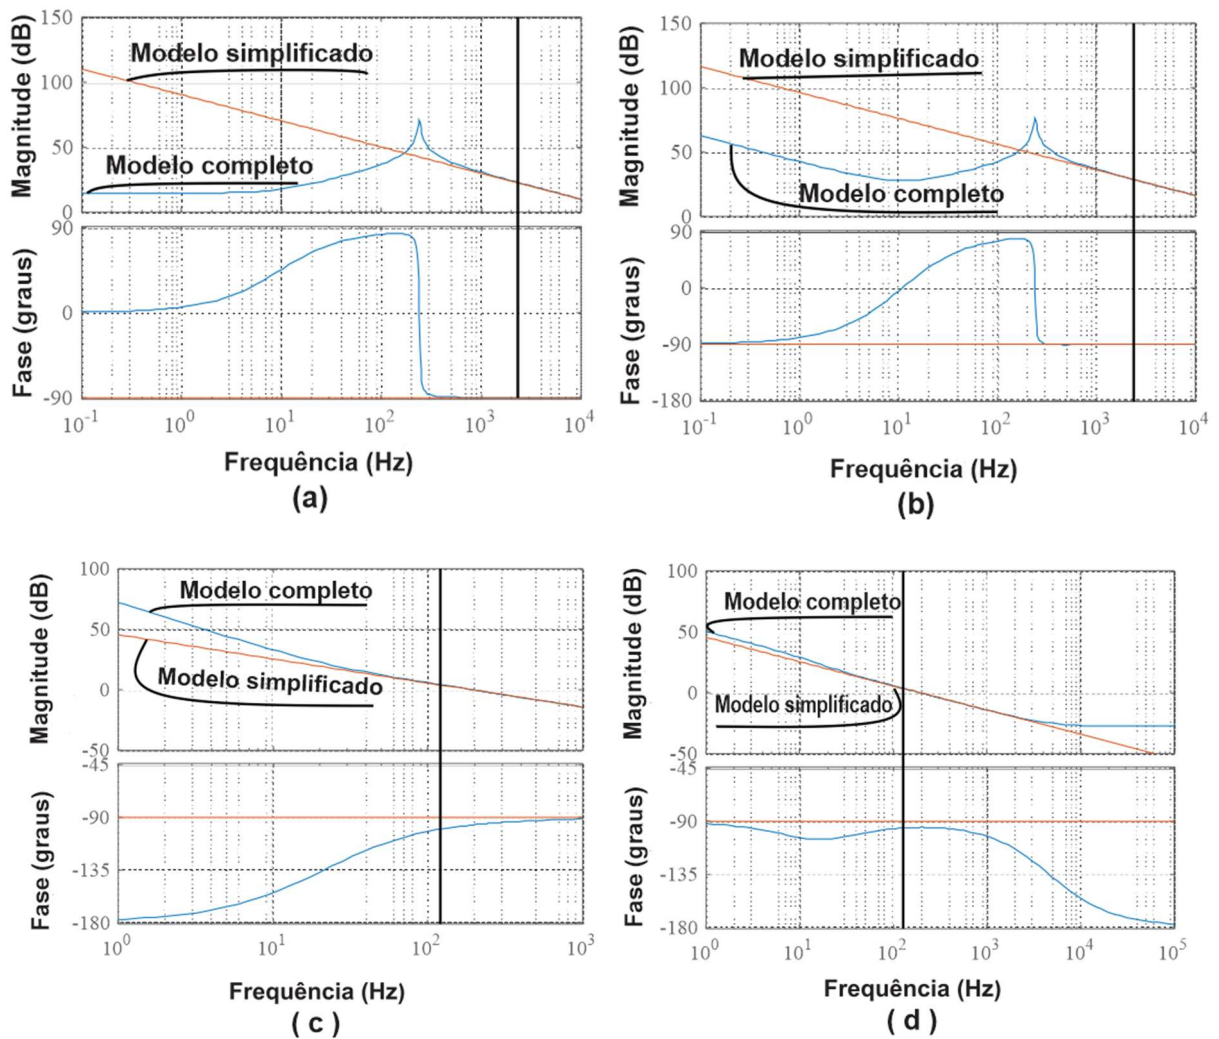 150
100
50
0
Magnitude (dB)
Modelo simplificado
Modelo completo
90
0
-90
Fase (graus)
10-1 100 101 102 103 104
Frequência (Hz)
(a)
150
100
50
0
Magnitude (dB)
Modelo simplificado
Modelo completo
90
0
-90
-180
Fase (graus)
10-1 100 101 102 103 104
Frequência (Hz)
(b)
100
50
0
-50
Magnitude (dB)
Modelo completo
Modelo simplificado
-45
-90
-135
-180
Fase (graus)
100 101 102 103
Frequência (Hz)
( c )
100
50
0
-50
Magnitude (dB)
Modelo completo
Modelo simplificado
-45
-90
-135
-180
Fase (graus)
100 101 102 103 104 105
Frequência (Hz)
( d )